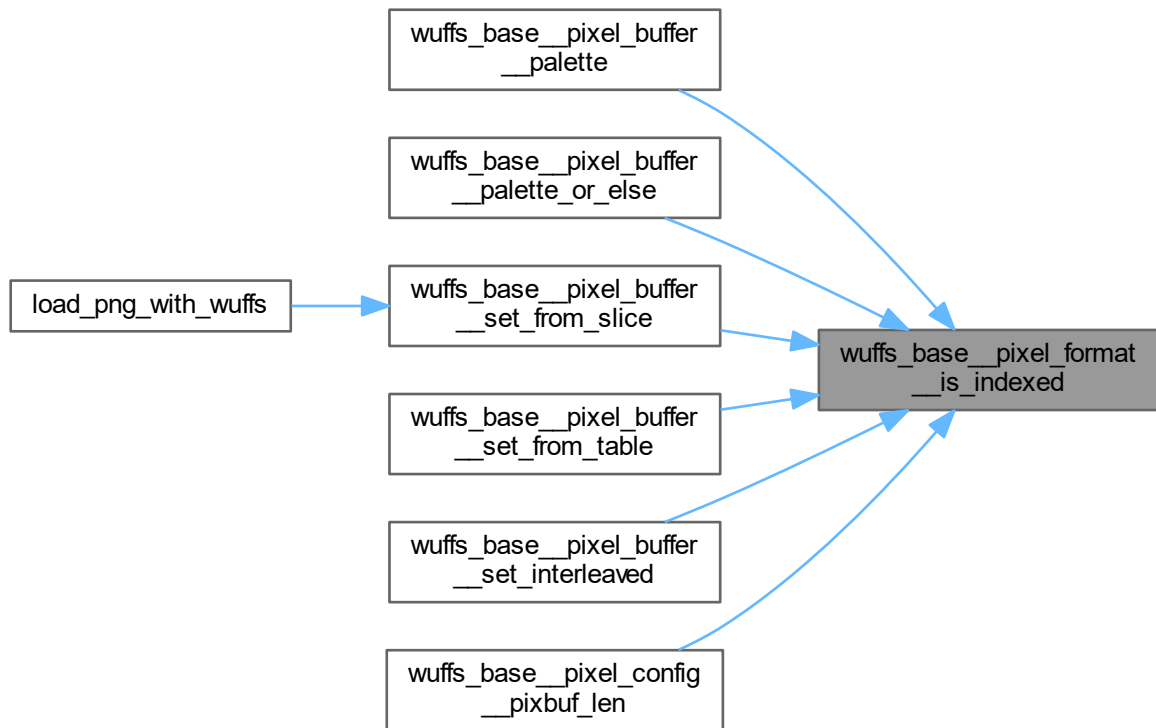 wuffs_base__pixel_buffer
__palette
wuffs_base__pixel_buffer
__palette_or_else
load_png_with_wuffs
wuffs_base__pixel_buffer
__set_from_slice
wuffs_base__pixel_format
__is_indexed
wuffs_base__pixel_buffer
__set_from_table
wuffs_base__pixel_buffer
__set_interleaved
wuffs_base__pixel_config
__pixbuf_len